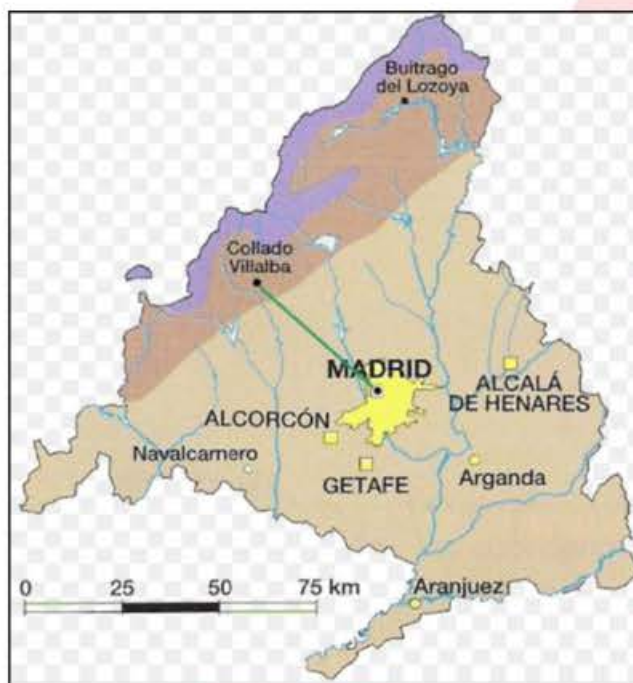 Buitrago
del Lozoya
Collado
Villalba
MADRID
ALCALÁ
DE HENARES
ALCORCÓN
Navalcarnero
GETAFE
Arganda
0 25 50 75 km
Aranjuez